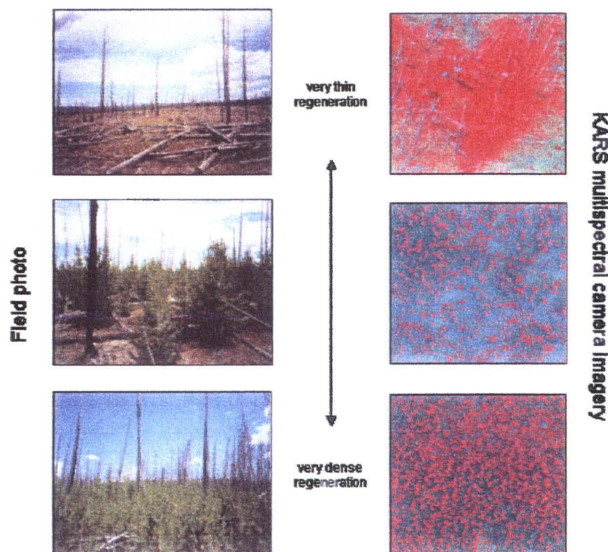 very thin
regeneration
Field photo
KARS multispectral camera imagery
very dense
regeneration